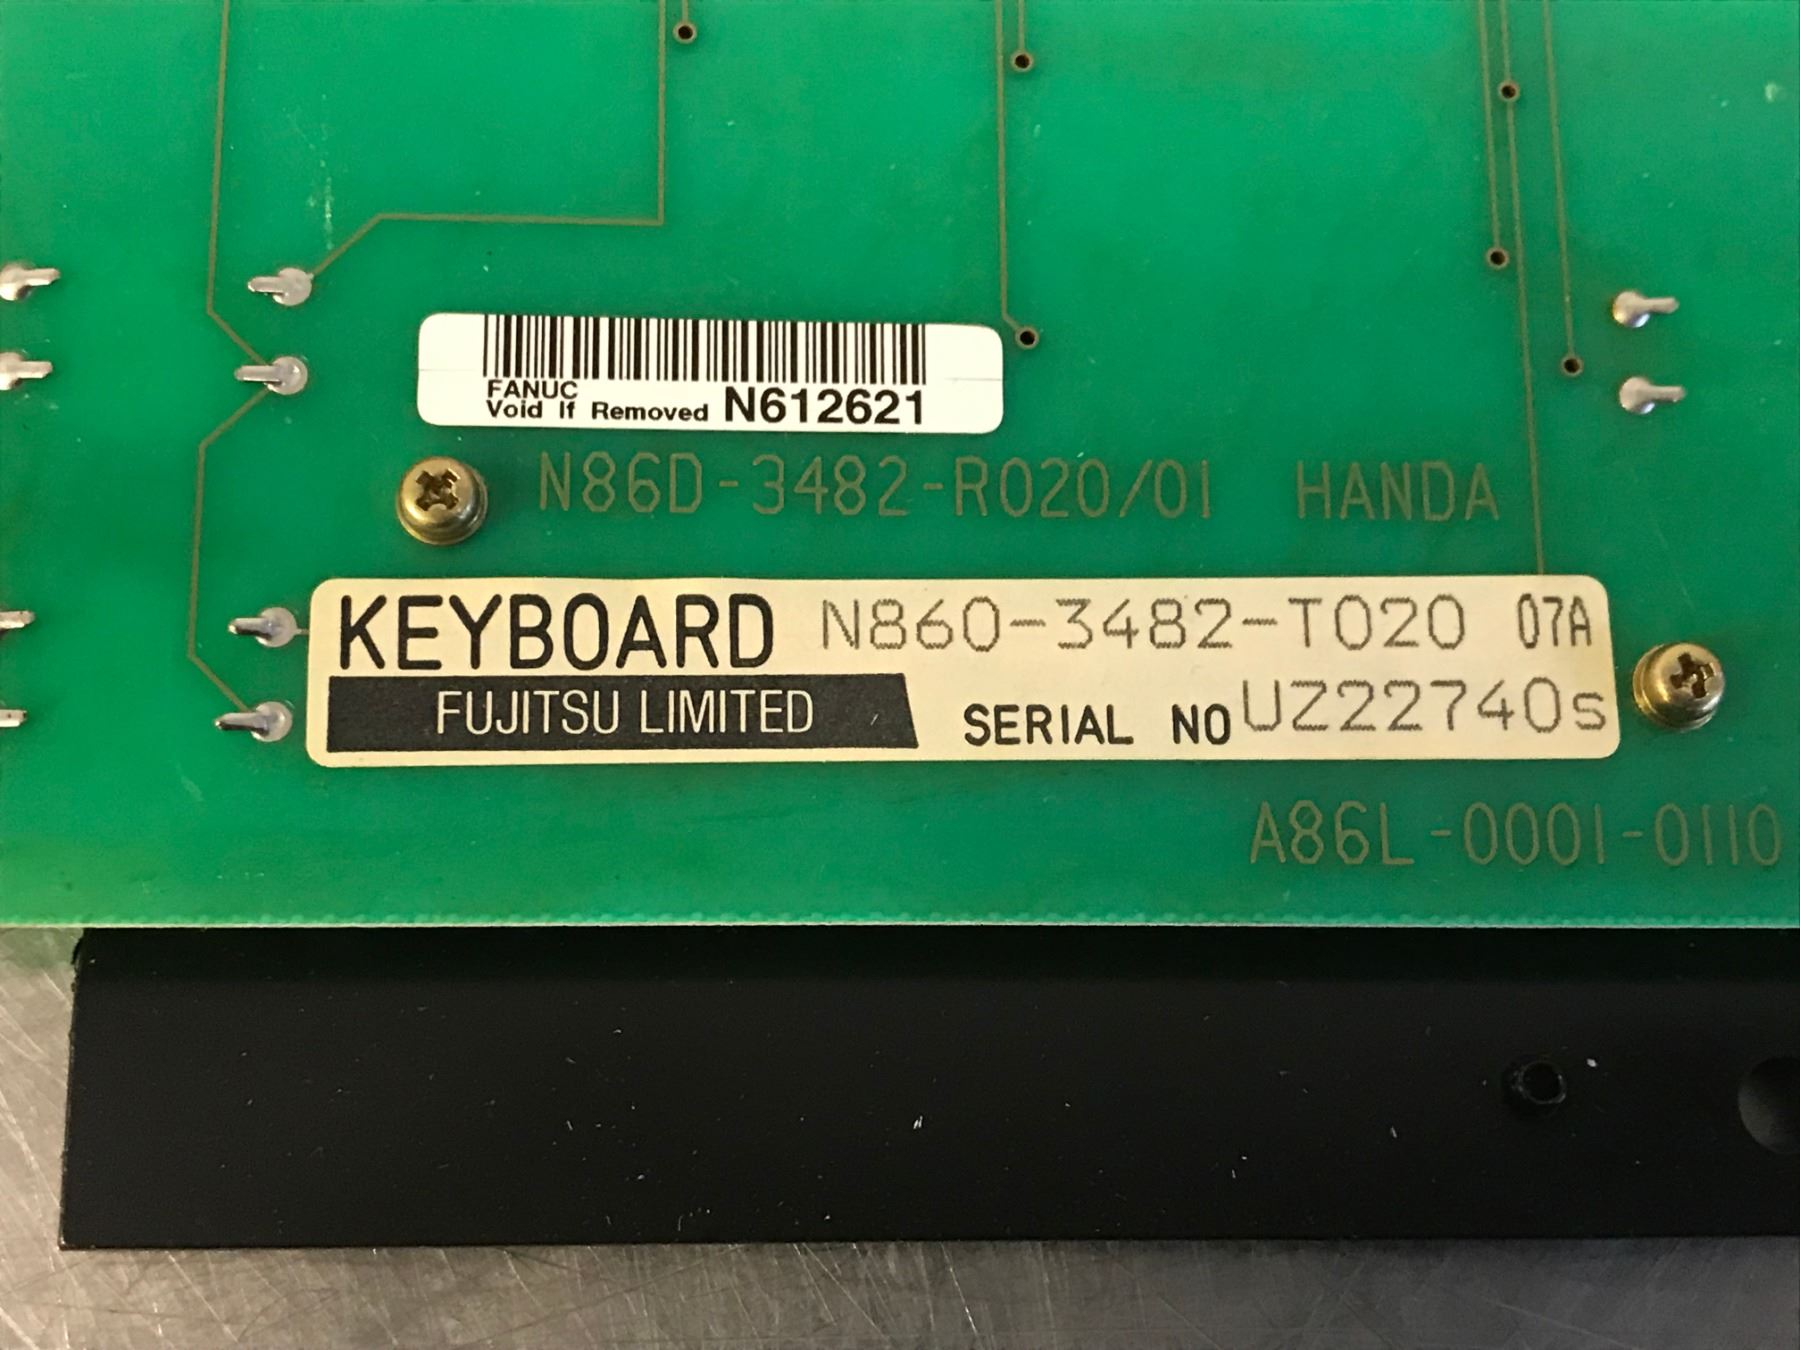 FANUC
Void If Removed N612621
N86D-3482-R020/01 HANDA
KEYBOARD N860-3482-T020 07A
FUJITSU LIMITED SERIAL NO UZ22740s
A86L-0001-0110